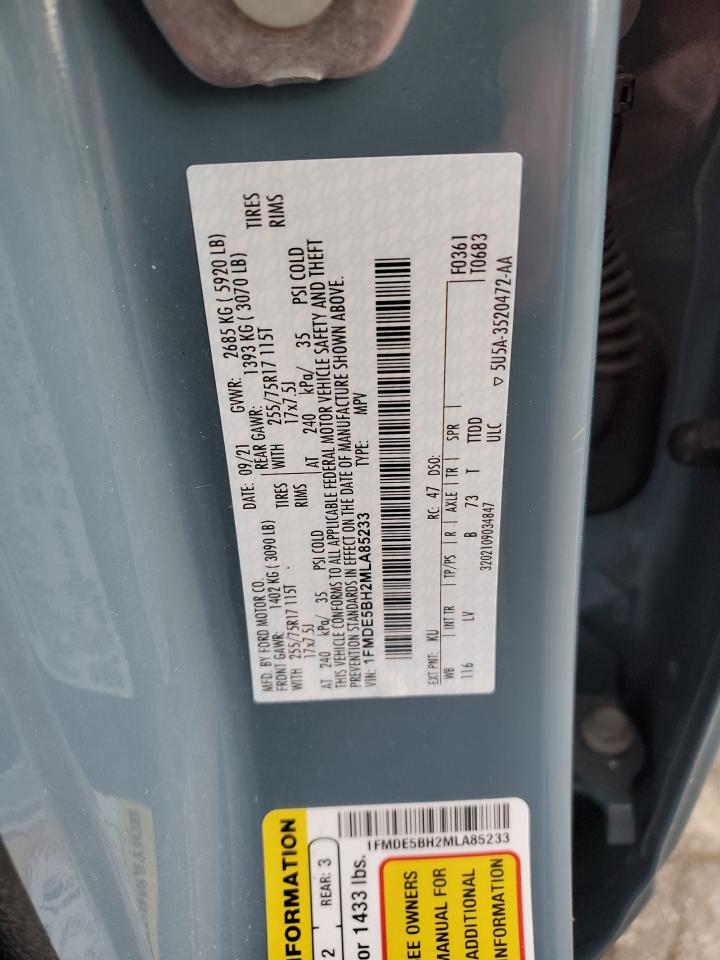 MFD. BY FORD MOTOR CO. DATE: 09/21 GVWR: 2685 KG ( 5920 LB)
FRONT GAWR: 1402 KG (3090 LB) REAR GAWR: 1393 KG ( 3070 LB)
WITH 255/75R17 115T TIRES WITH 255/75R17 115T TIRES
17x7.5J RIMS 17x7.5J RIMS
AT 240 kPa/ 35 PSI COLD AT 240 kPa/ 35 PSI COLD
THIS VEHICLE CONFORMS TO ALL APPLICABLE FEDERAL MOTOR VEHICLE SAFETY AND THEFT
PREVENTION STANDARDS IN EFFECT ON THE DATE OF MANUFACTURE SHOWN ABOVE.
VIN: 1FMDE5BH2MLA85233 TYPE: MPV
EXT PNT: KU RC: 47 DSO: F0361
T0683
WB INT TR TP/PS R AXLE TR SPR
116 LV B 73 T TTDD
ULC
3202109034847 ▽ 5U5A-3520472-AA
1FMDE5BH2MLA85233
NFORMATION
2 REAR: 3
or 1433 lbs.
EE OWNERS
MANUAL FOR
ADDITIONAL
NFORMATION